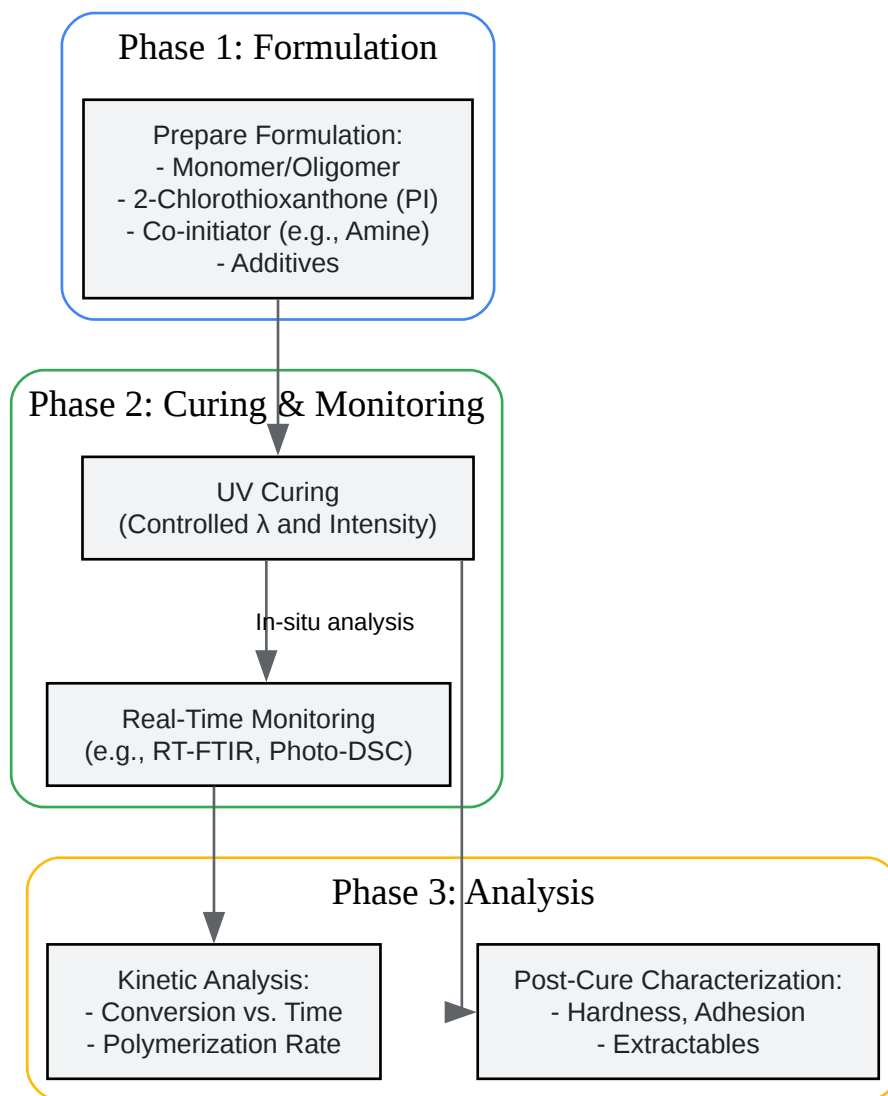 Phase 1: Formulation
Prepare Formulation:
- Monomer/Oligomer
- 2-Chlorothioxanthone (PI)
- Co-initiator (e.g., Amine)
- Additives
Phase 2: Curing & Monitoring
UV Curing
(Controlled λ and Intensity)
In-situ analysis
Real-Time Monitoring
(e.g., RT-FTIR, Photo-DSC)
Phase 3: Analysis
Kinetic Analysis:
- Conversion vs. Time
- Polymerization Rate
Post-Cure Characterization:
- Hardness, Adhesion
- Extractables